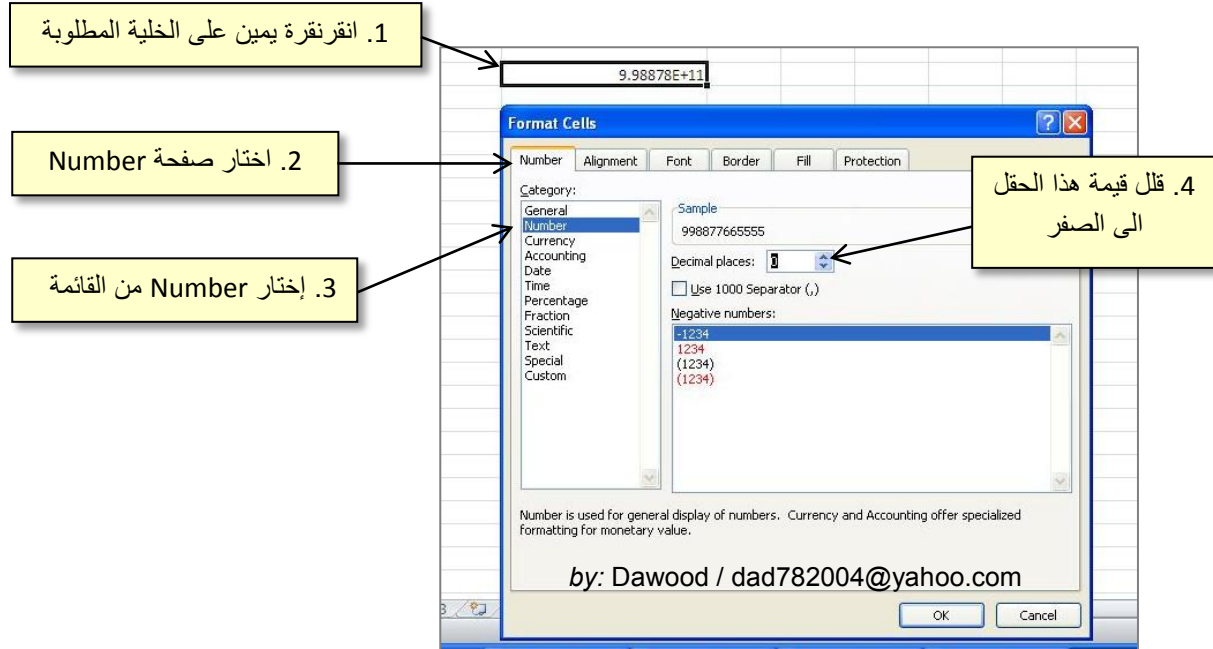 1. انقرنقرة يمين على الخلية المطلوبة
9.98878E+11
Format Cells
2. اختار صفحة Number
Number Alignment Font Border Fill Protection
4. قلل قيمة هذا الحقل
الى الصفر
3. إختار Number من القائمة
Category:
General
Number
Currency
Accounting
Date
Time
Percentage
Fraction
Scientific
Text
Special
Custom
Sample
998877665555
Decimal places: 0
Use 1000 Separator (,)
Negative numbers:
-1234
1234
(1234)
(1234)
Number is used for general display of numbers. Currency and Accounting offer specialized
formatting for monetary value.
by: Dawood / dad782004@yahoo.com
OK Cancel